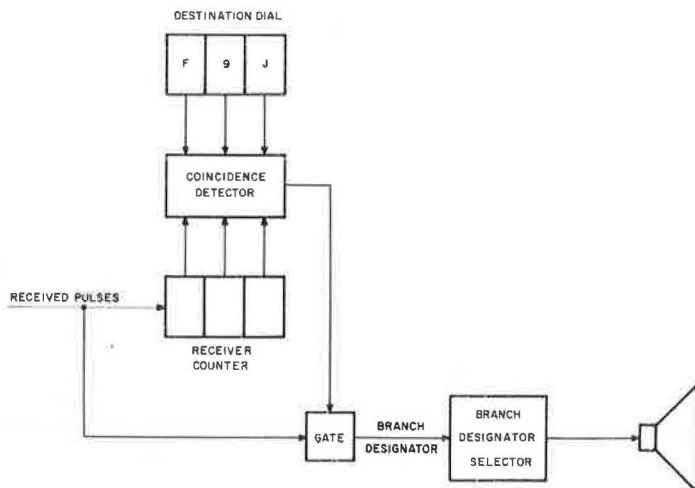 DESTINATION DIAL
F 9 J
COINCIDENCE
DETECTOR
RECEIVED PULSES
RECEIVER
COUNTER
GATE
BRANCH
DESIGNATOR
BRANCH
DESIGNATOR
SELECTOR